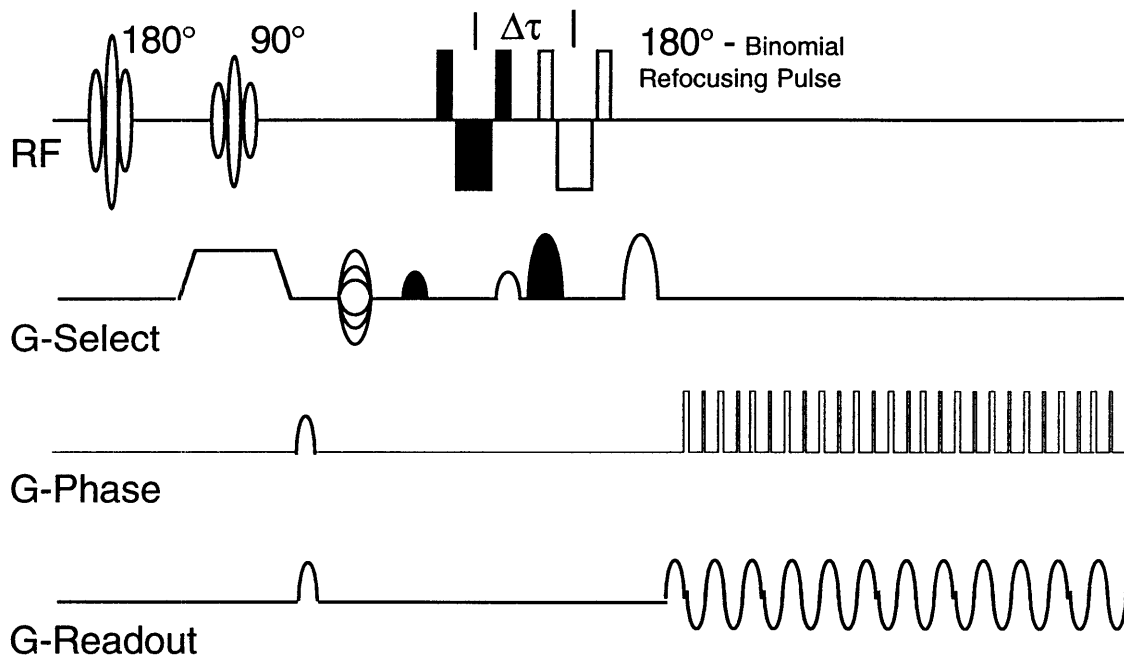 180° 90° | Δτ | 180° - Binomial
Refocusing Pulse
RF
G-Select
G-Phase
G-Readout